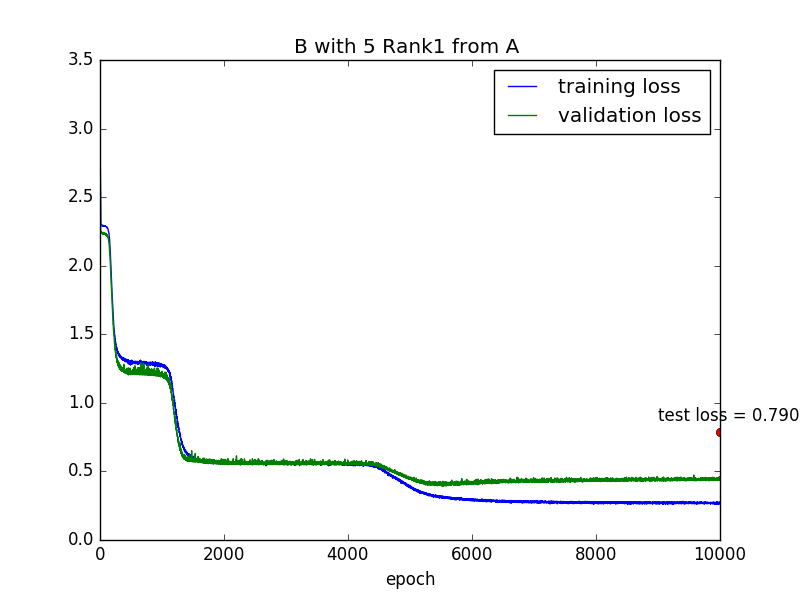 B with 5 Rank1 from A
training loss
validation loss
3.5
3.0
2.5
2.0
1.5
1.0
0.5
0.0
test loss = 0.790
0 2000 4000 6000 8000 10000
epoch